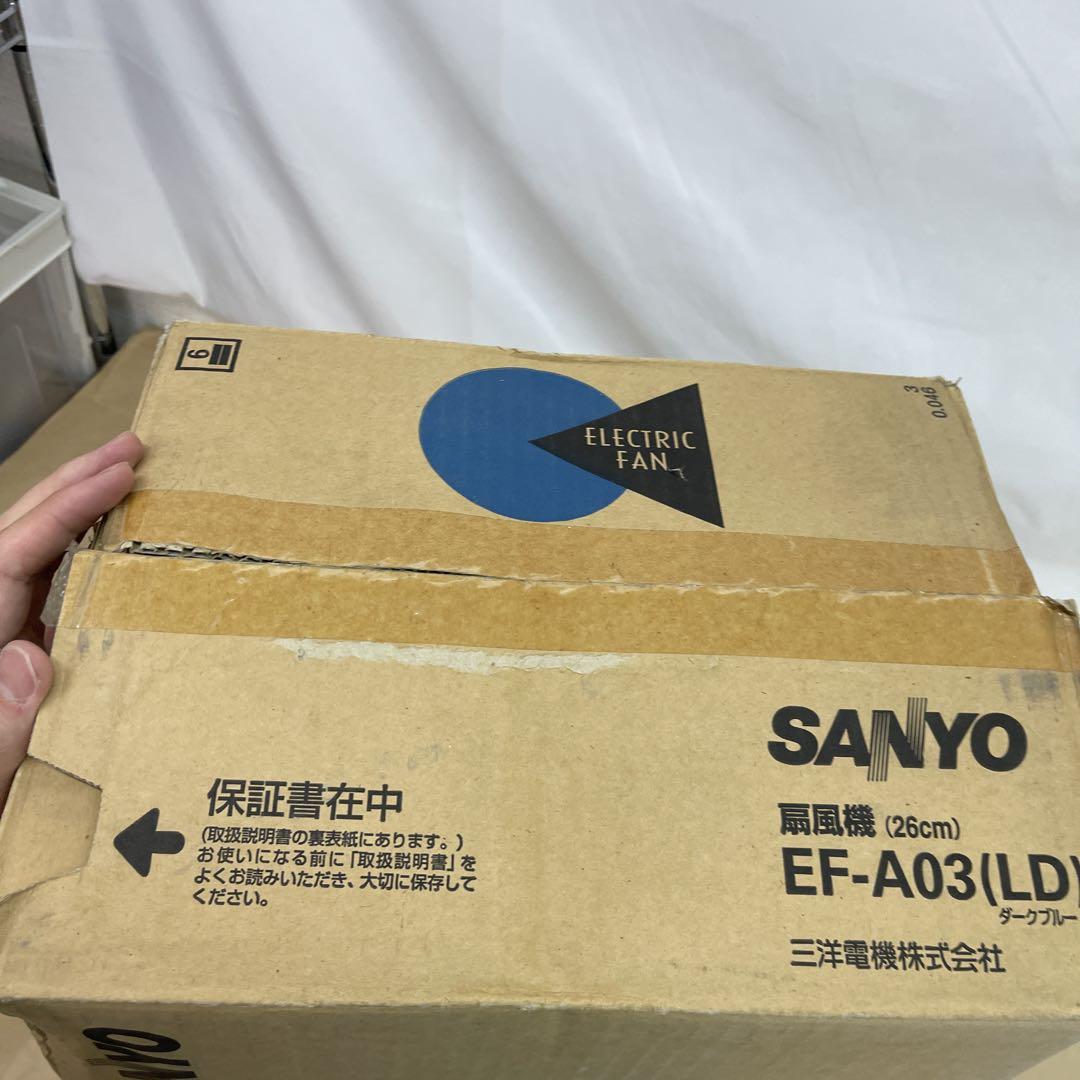 6
ELECTRIC
FAN
3
0.046
SANYO
扇風機 (26cm)
EF-A03(LD)
ダークブルー
三洋電機株式会社
保証書在中
(取扱説明書の裏表紙にあります。)
お使いになる前に「取扱説明書」を
よくお読みいただき、大切に保存して
ください。